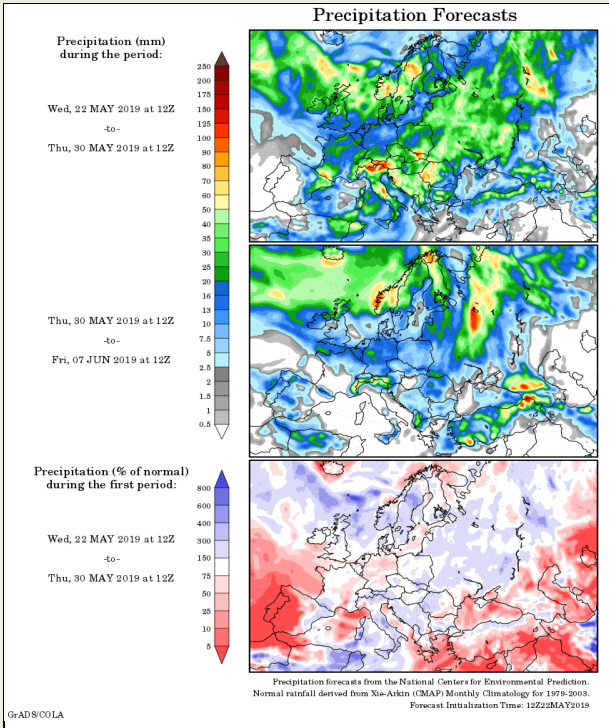 Precipitation Forecasts
Precipitation (mm)
during the period:
Wed, 22 MAY 2019 at 12Z
-to-
Thu, 30 MAY 2019 at 12Z
250
200
175
150
125
100
90
80
70
60
50
40
35
30
25
20
16
13
10
7.5
5
2.5
2
1.5
1
0.5
Thu, 30 MAY 2019 at 12Z
-to-
Fri, 07 JUN 2019 at 12Z
Precipitation (% of normal)
during the first period:
Wed, 22 MAY 2019 at 12Z
-to-
Thu, 30 MAY 2019 at 12Z
800
600
400
300
150
75
50
25
10
5
Precipitation forecasts from the National Centers for Environmental Prediction.
Normal rainfall derived from Xie-Arkin (CMAP) Monthly Climatology for 1979-2003.
Forecast Initialization Time: 12Z22MAY2019
GrADS/COLA